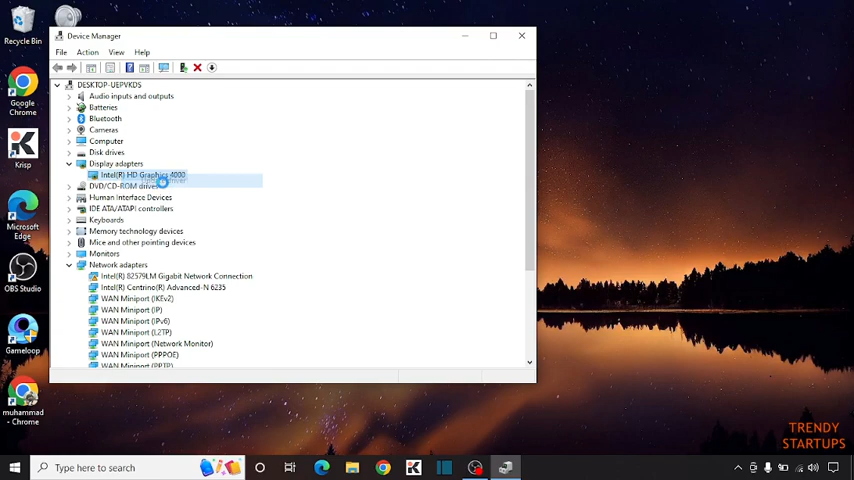 Device Manager
File Action View Help
DESKTOP-UEPVKDS
Audio inputs and outputs
Batteries
Bluetooth
Cameras
Computer
Disk drives
Display adapters
Intel(R) HD Graphics 4000
DVD/CD-ROM drives
Human Interface Devices
IDE ATA/ATAPI controllers
Keyboards
Memory technology devices
Mice and other pointing devices
Monitors
Network adapters
Intel(R) 82579LM Gigabit Network Connection
Intel(R) Centrino(R) Advanced-N 6235
WAN Miniport (IKEv2)
WAN Miniport (IP)
WAN Miniport (IPv6)
WAN Miniport (L2TP)
WAN Miniport (Network Monitor)
WAN Miniport (PPPOE)
WAN Miniport (PPTP)
Recycle Bin
Google
Chrome
Krisp
Microsoft
Edge
OBS Studio
Gameloop
muhammad
- Chrome
TRENDY
STARTUPS
Type here to search